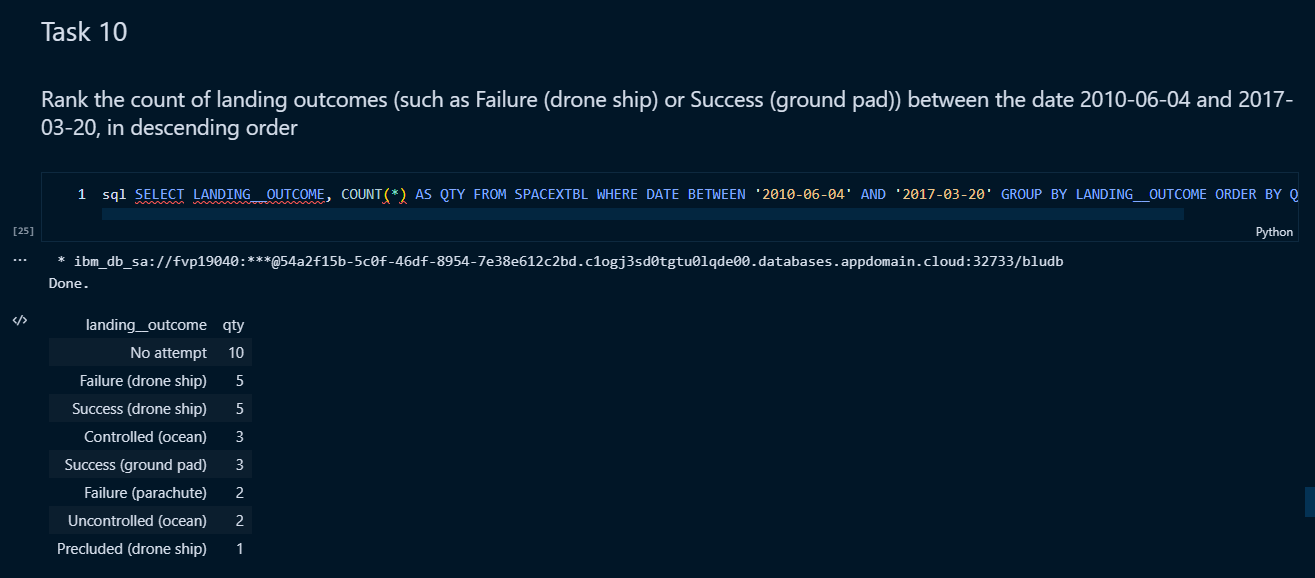 Task 10
Rank the count of landing outcomes (such as Failure (drone ship) or Success (ground pad)) between the date 2010-06-04 and 2017-
03-20, in descending order
1 sql SELECT LANDING__OUTCOME, COUNT(*) AS QTY FROM SPACEXTBL WHERE DATE BETWEEN '2010-06-04' AND '2017-03-20' GROUP BY LANDING__OUTCOME ORDER BY Q
[25]
Python
... * ibm_db_sa://fvp19040:***@54a2f15b-5c0f-46df-8954-7e38e612c2bd.c1ogj3sd0tgtu0lqde00.databases.appdomain.cloud:32733/bludb
Done.
</> landing__outcome qty
No attempt 10
Failure (drone ship) 5
Success (drone ship) 5
Controlled (ocean) 3
Success (ground pad) 3
Failure (parachute) 2
Uncontrolled (ocean) 2
Precluded (drone ship) 1